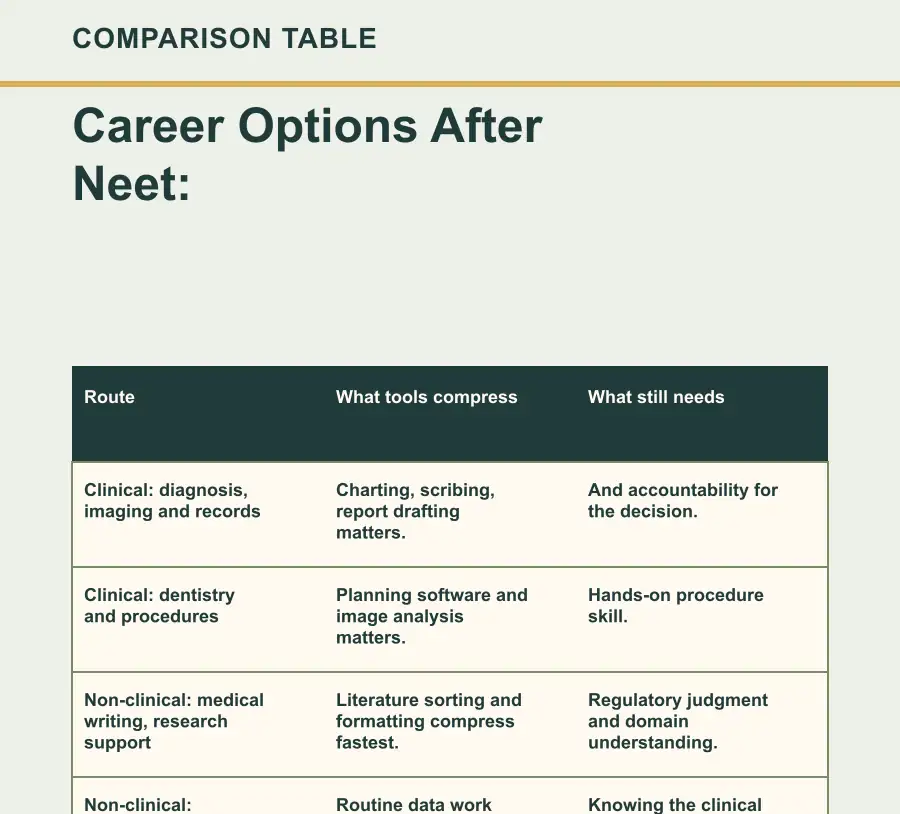 COMPARISON TABLE
Career Options After
Neet:
Route
What tools compress
What still needs
Clinical: diagnosis,
imaging and records
Charting, scribing,
report drafting
matters.
And accountability for
the decision.
Clinical: dentistry
and procedures
Planning software and
image analysis
matters.
Hands-on procedure
skill.
Non-clinical: medical
writing, research
support
Literature sorting and
formatting compress
fastest.
Regulatory judgment
and domain
understanding.
Non-clinical:
Routine data work
Knowing the clinical